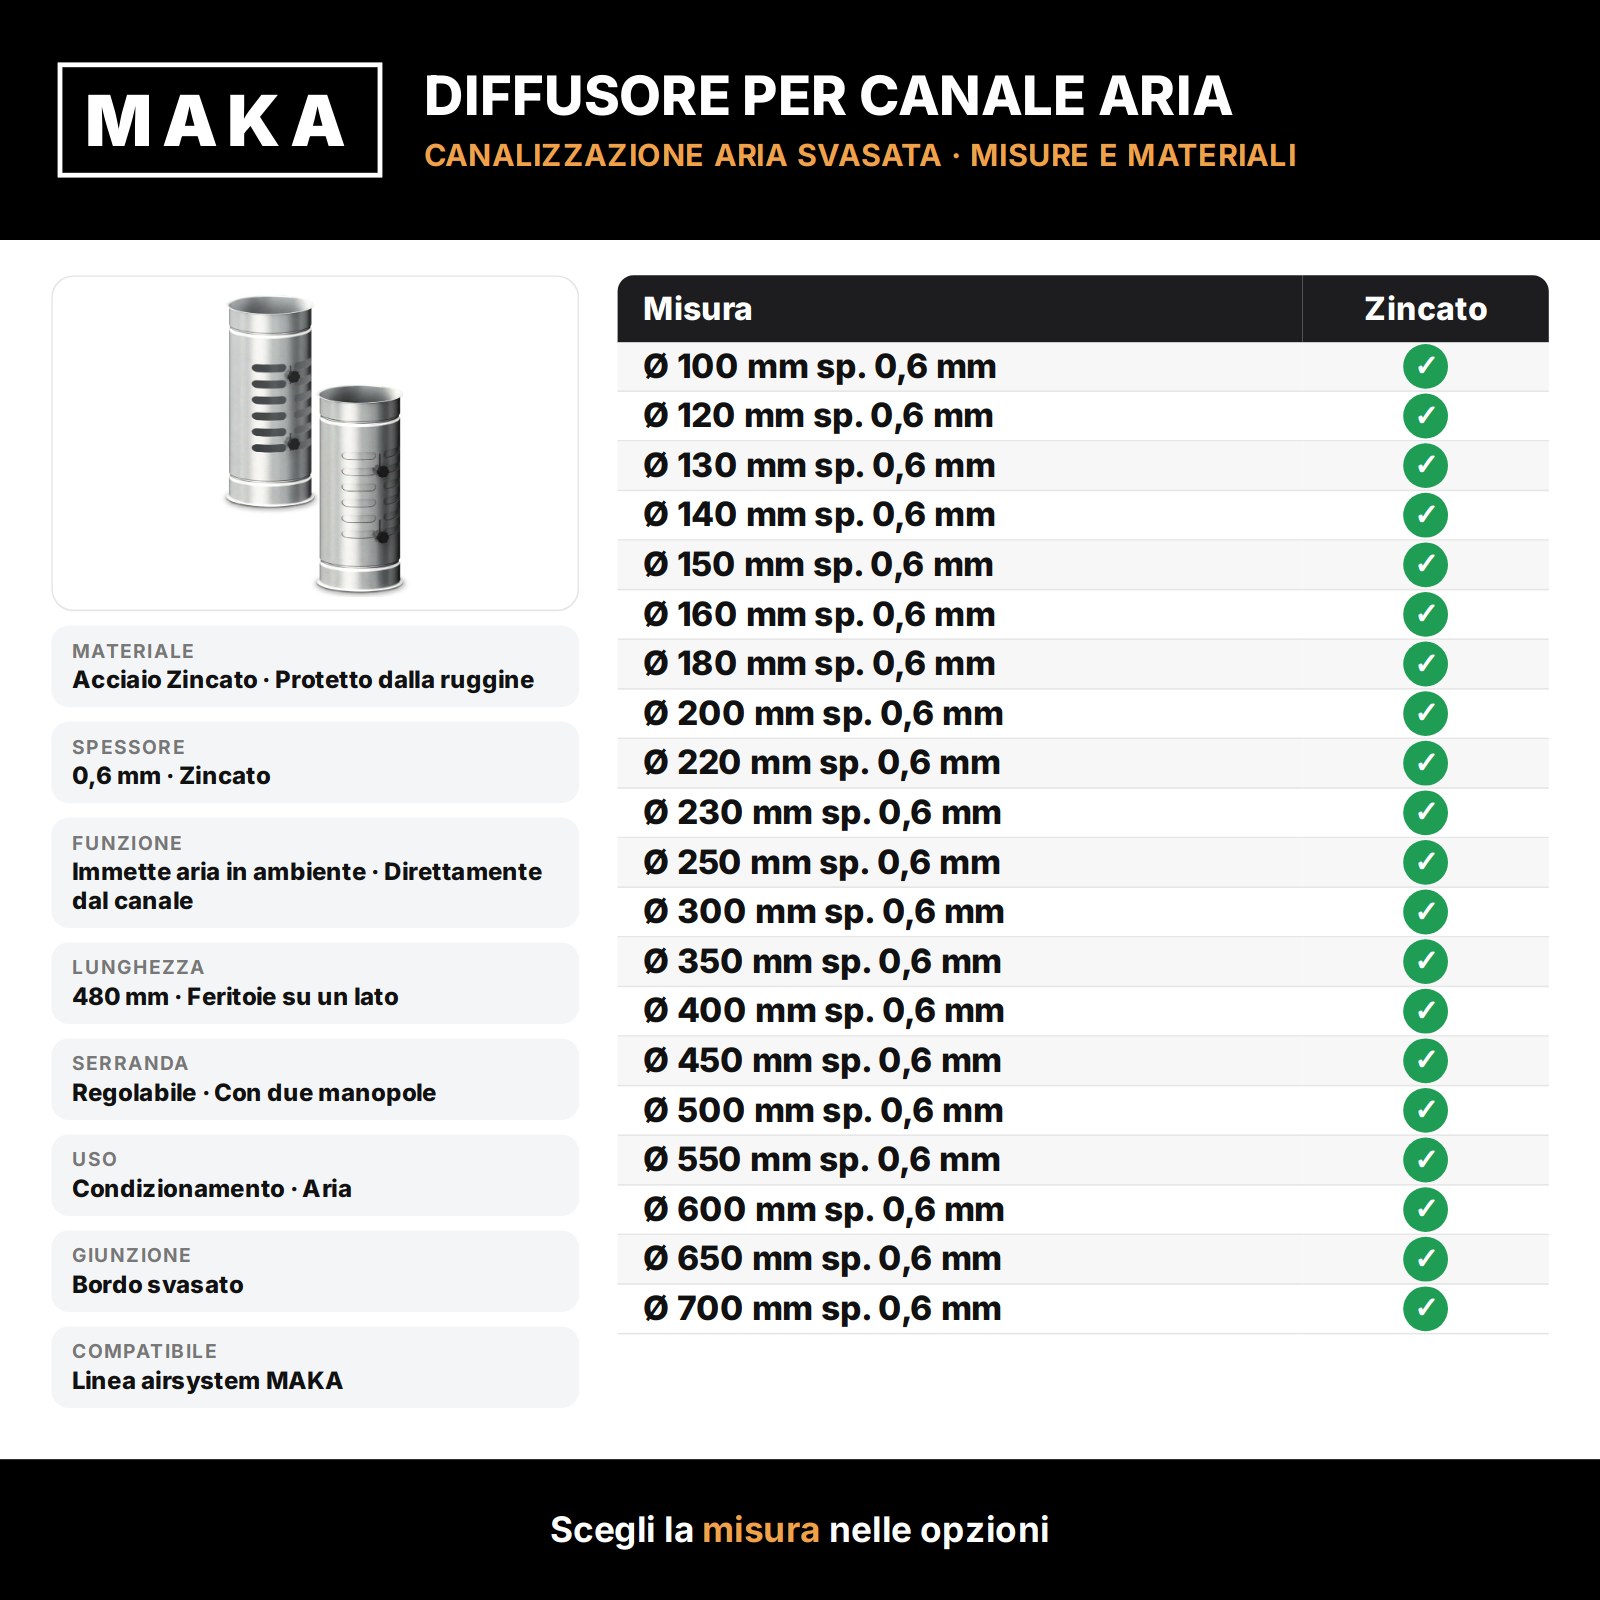 MAKA
DIFFUSORE PER CANALE ARIA
CANALIZZAZIONE ARIA SVASATA · MISURE E MATERIALI
MATERIALE
Acciaio Zincato · Protetto dalla ruggine
SPESSORE
0,6 mm · Zincato
FUNZIONE
Immette aria in ambiente · Direttamente
dal canale
LUNGHEZZA
480 mm · Feritoie su un lato
SERRANDA
Regolabile · Con due manopole
USO
Condizionamento · Aria
GIUNZIONE
Bordo svasato
COMPATIBILE
Linea airsystem MAKA
Misura Zincato
Ø 100 mm sp. 0,6 mm ✓
Ø 120 mm sp. 0,6 mm ✓
Ø 130 mm sp. 0,6 mm ✓
Ø 140 mm sp. 0,6 mm ✓
Ø 150 mm sp. 0,6 mm ✓
Ø 160 mm sp. 0,6 mm ✓
Ø 180 mm sp. 0,6 mm ✓
Ø 200 mm sp. 0,6 mm ✓
Ø 220 mm sp. 0,6 mm ✓
Ø 230 mm sp. 0,6 mm ✓
Ø 250 mm sp. 0,6 mm ✓
Ø 300 mm sp. 0,6 mm ✓
Ø 350 mm sp. 0,6 mm ✓
Ø 400 mm sp. 0,6 mm ✓
Ø 450 mm sp. 0,6 mm ✓
Ø 500 mm sp. 0,6 mm ✓
Ø 550 mm sp. 0,6 mm ✓
Ø 600 mm sp. 0,6 mm ✓
Ø 650 mm sp. 0,6 mm ✓
Ø 700 mm sp. 0,6 mm ✓
Scegli la misura nelle opzioni